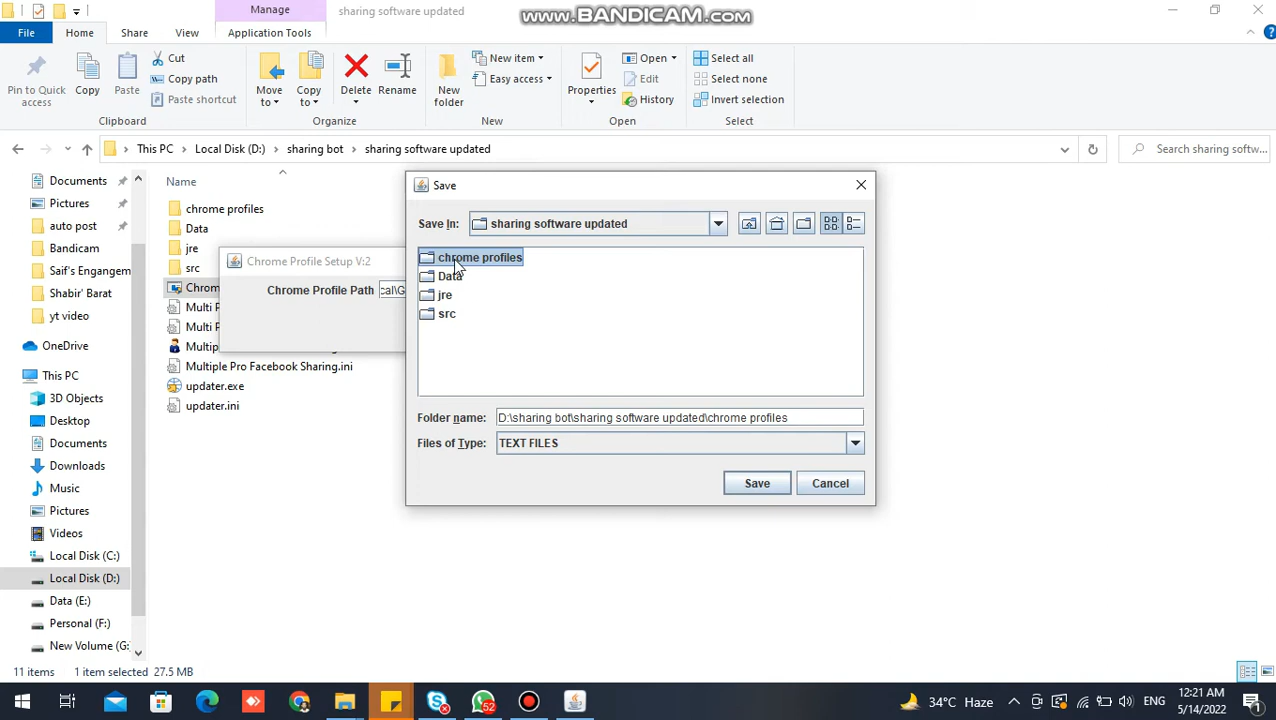 Manage
sharing software updated
www.BANDICAM.com
File
Home
Share
View
Application Tools
Pin to Quick access
Copy
Paste
Cut
Copy path
Paste shortcut
Move to
Copy to
Delete
Rename
New folder
New item
Easy access
Properties
Open
Edit
History
Select all
Select none
Invert selection
Clipboard
Organize
New
Open
Select
This PC > Local Disk (D:) > sharing bot > sharing software updated
Search sharing softw...
Documents
Pictures
auto post
Bandicam
Saif's Engangem
Shabir' Barat
yt video
OneDrive
This PC
3D Objects
Desktop
Documents
Downloads
Music
Pictures
Videos
Local Disk (C:)
Local Disk (D:)
Data (E:)
Personal (F:)
New Volume (G:
Name
chrome profiles
Data
jre
src
Chrom
Multi P
Multi P
Multip
Multiple Pro Facebook Sharing.ini
updater.exe
updater.ini
Chrome Profile Setup V:2
Chrome Profile Path
cal\G
Save
Save In:
sharing software updated
chrome profiles
Data
jre
src
Folder name:
D:\sharing bot\sharing software updated\chrome profiles
Files of Type:
TEXT FILES
Save
Cancel
11 items
1 item selected
27.5 MB
52
34°C Haze
ENG
12:21 AM
5/14/2022
1